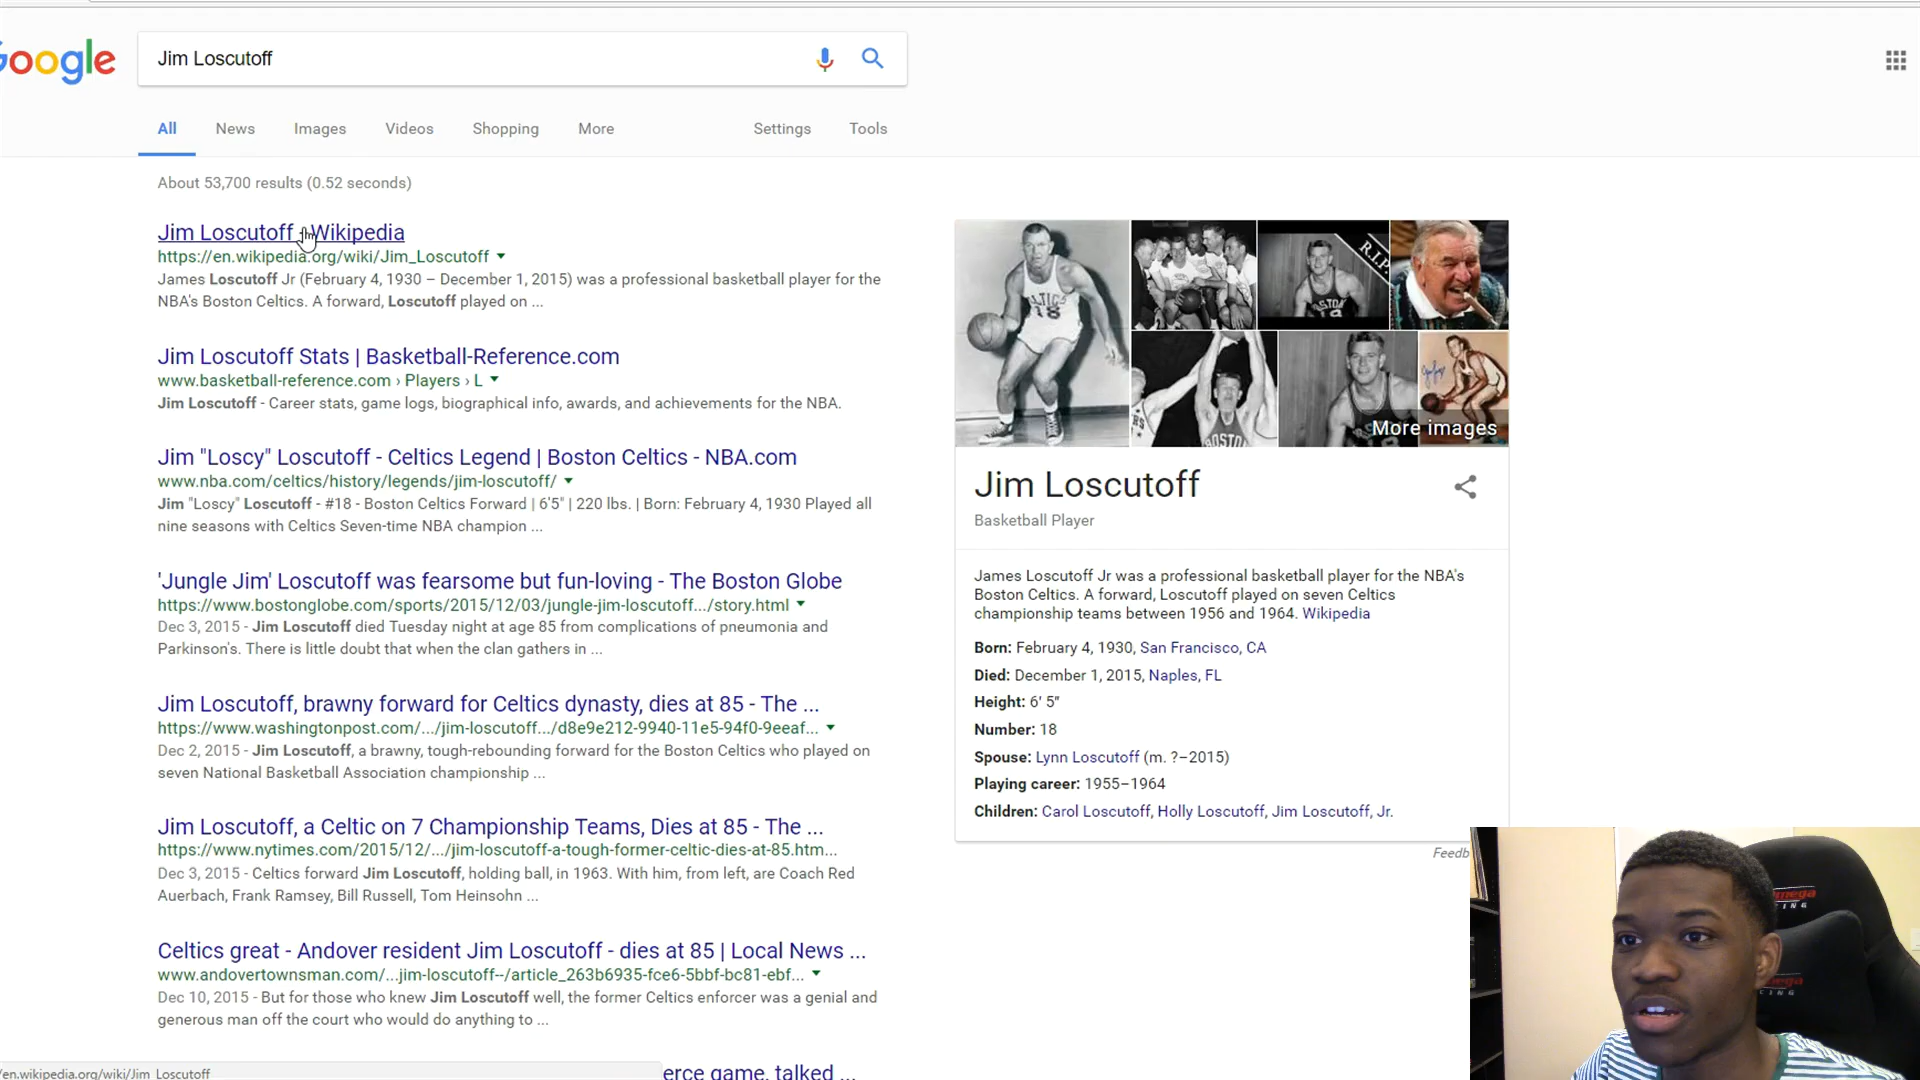 Google
Jim Loscutoff
All News Images Videos Shopping More Settings Tools
About 53,700 results (0.52 seconds)
Jim Loscutoff - Wikipedia
https://en.wikipedia.org/wiki/Jim_Loscutoff
James Loscutoff Jr (February 4, 1930 – December 1, 2015) was a professional basketball player for the
NBA's Boston Celtics. A forward, Loscutoff played on ...
Jim Loscutoff Stats | Basketball-Reference.com
www.basketball-reference.com › Players › L
Jim Loscutoff - Career stats, game logs, biographical info, awards, and achievements for the NBA.
Jim "Loscy" Loscutoff - Celtics Legend | Boston Celtics - NBA.com
www.nba.com/celtics/history/legends/jim-loscutoff/
Jim "Loscy" Loscutoff - #18 - Boston Celtics Forward | 6'5" | 220 lbs. | Born: February 4, 1930 Played all
nine seasons with Celtics Seven-time NBA champion ...
'Jungle Jim' Loscutoff was fearsome but fun-loving - The Boston Globe
https://www.bostonglobe.com/sports/2015/12/03/jungle-jim-loscutoff.../story.html
Dec 3, 2015 - Jim Loscutoff died Tuesday night at age 85 from complications of pneumonia and
Parkinson's. There is little doubt that when the clan gathers in ...
Jim Loscutoff, brawny forward for Celtics dynasty, dies at 85 - The ...
https://www.washingtonpost.com/.../jim-loscutoff.../d8e9e212-9940-11e5-94f0-9eeaf...
Dec 2, 2015 - Jim Loscutoff, a brawny, tough-rebounding forward for the Boston Celtics who played on
seven National Basketball Association championship ...
Jim Loscutoff, a Celtic on 7 Championship Teams, Dies at 85 - The ...
https://www.nytimes.com/2015/12/.../jim-loscutoff-a-tough-former-celtic-dies-at-85.htm...
Dec 3, 2015 - Celtics forward Jim Loscutoff, holding ball, in 1963. With him, from left, are Coach Red
Auerbach, Frank Ramsey, Bill Russell, Tom Heinsohn ...
Celtics great - Andover resident Jim Loscutoff - dies at 85 | Local News ...
www.andovertownsman.com/...jim-loscutoff--/article_263b6935-fce6-5bbf-bc81-ebf...
Dec 10, 2015 - But for those who knew Jim Loscutoff well, the former Celtics enforcer was a genial and
generous man off the court who would do anything to ...
erce game, talked ...
/en.wikipedia.org/wiki/Jim_Loscutoff
CELTICS
18
R.I.P.
BOSTON
BOSTON
More images
Jim Loscutoff
Basketball Player
James Loscutoff Jr was a professional basketball player for the NBA's
Boston Celtics. A forward, Loscutoff played on seven Celtics
championship teams between 1956 and 1964. Wikipedia
Born: February 4, 1930, San Francisco, CA
Died: December 1, 2015, Naples, FL
Height: 6′ 5″
Number: 18
Spouse: Lynn Loscutoff (m. ?–2015)
Playing career: 1955–1964
Children: Carol Loscutoff, Holly Loscutoff, Jim Loscutoff, Jr.
Feedb